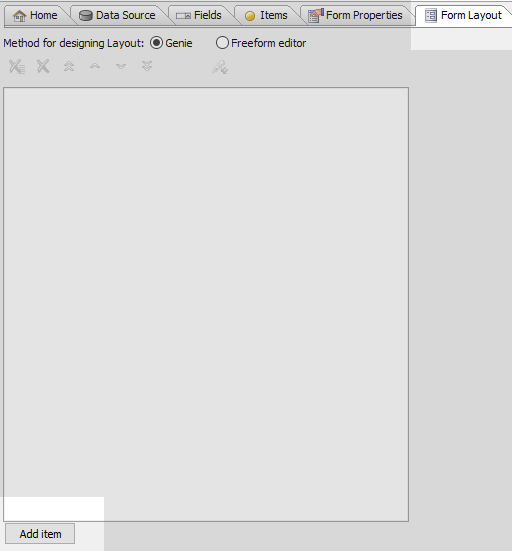 Home Data Source Fields Items Form Properties Form Layout
Method for designing Layout: Genie Freeform editor
Add item